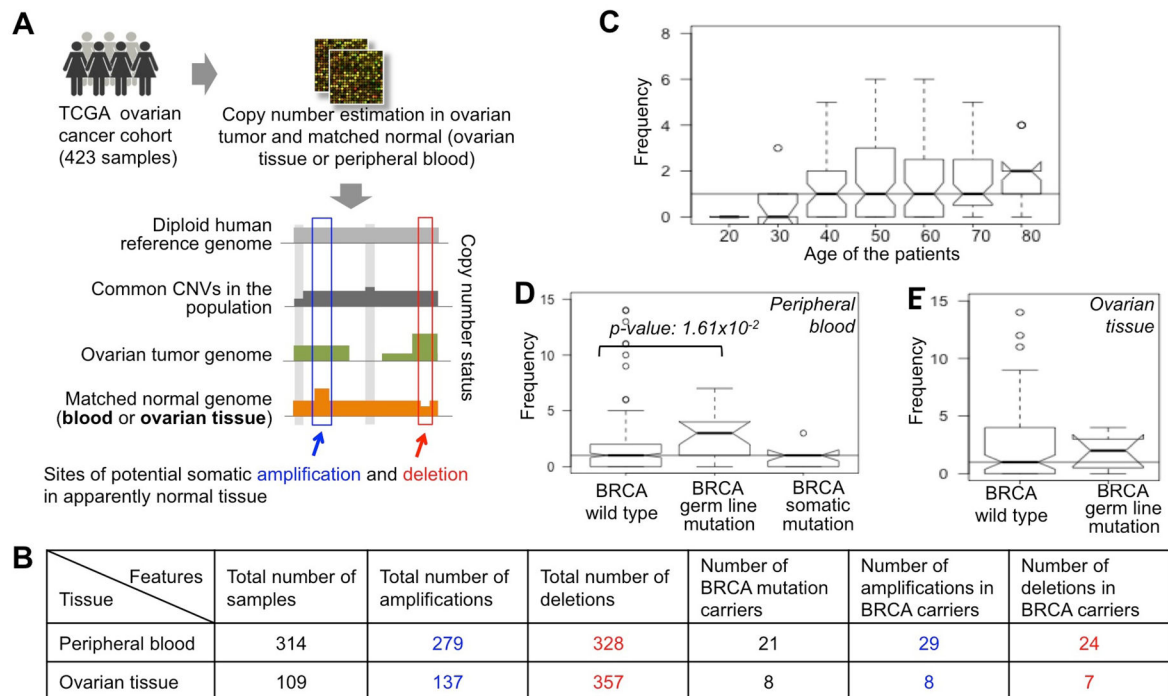 A
TCGA ovarian
cancer cohort
(423 samples)
Copy number estimation in ovarian
tumor and matched normal (ovarian
tissue or peripheral blood)
Diploid human
reference genome
Common CNVs in the
population
Ovarian tumor genome
Matched normal genome
(blood or ovarian tissue)
Copy number status
Sites of potential somatic amplification and deletion
in apparently normal tissue
C
Frequency
8
6
4
2
0
20 30 40 50 60 70 80
Age of the patients
D
Peripheral
blood
p-value: 1.61x10-2
Frequency
15
10
5
0
BRCA
wild type
BRCA
germ line
mutation
BRCA
somatic
mutation
E
Ovarian
tissue
Frequency
15
10
5
0
BRCA
wild type
BRCA
germ line
mutation
B
Features
Tissue
Total number of
samples
Total number of
amplifications
Total number of
deletions
Number of
BRCA mutation
carriers
Number of
amplifications in
BRCA carriers
Number of
deletions in
BRCA carriers
Peripheral blood 314 279 328 21 29 24
Ovarian tissue 109 137 357 8 8 7